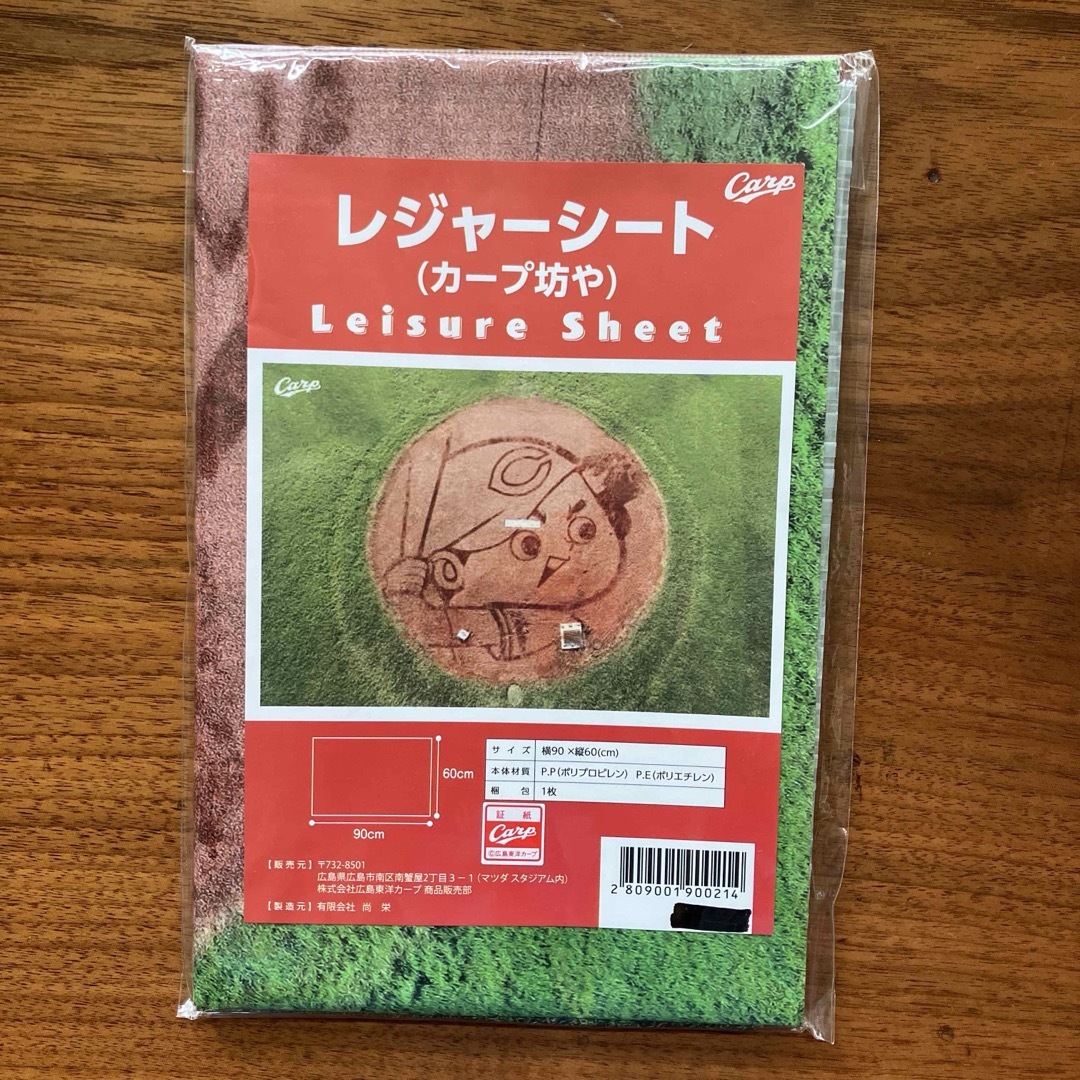 Carp
レジャーシート
(カープ坊や)
Leisure Sheet
Carp
60cm
90cm
サイズ 横90×縦60(cm)
本体材質 P.P(ポリプロピレン) P.E(ポリエチレン)
梱包 1枚
証紙
Carp
©広島東洋カープ
【販売元】〒732-8501
広島県広島市南区南蟹屋2丁目3－1(マツダ スタジアム内)
株式会社広島東洋カープ 商品販売部
【製造元】有限会社 尚 栄
2 809001 900214